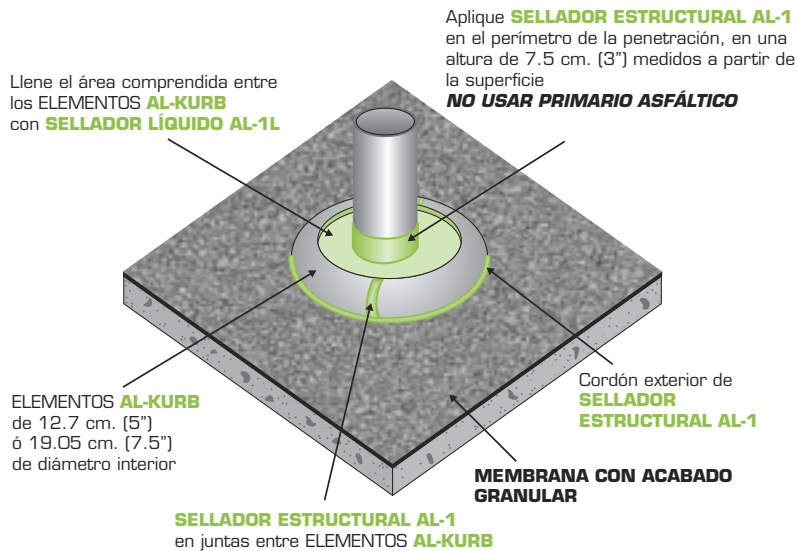 Aplique SELLADOR ESTRUCTURAL AL-1
en el perímetro de la penetración, en una
altura de 7.5 cm. (3”) medidos a partir de
la superficie
NO USAR PRIMARIO ASFÁLTICO
Llene el área comprendida entre
los ELEMENTOS AL-KURB
con SELLADOR LÍQUIDO AL-1L
ELEMENTOS AL-KURB
de 12.7 cm. (5”)
ó 19.05 cm. (7.5”)
de diámetro interior
Cordón exterior de
SELLADOR
ESTRUCTURAL AL-1
MEMBRANA CON ACABADO
GRANULAR
SELLADOR ESTRUCTURAL AL-1
en juntas entre ELEMENTOS AL-KURB